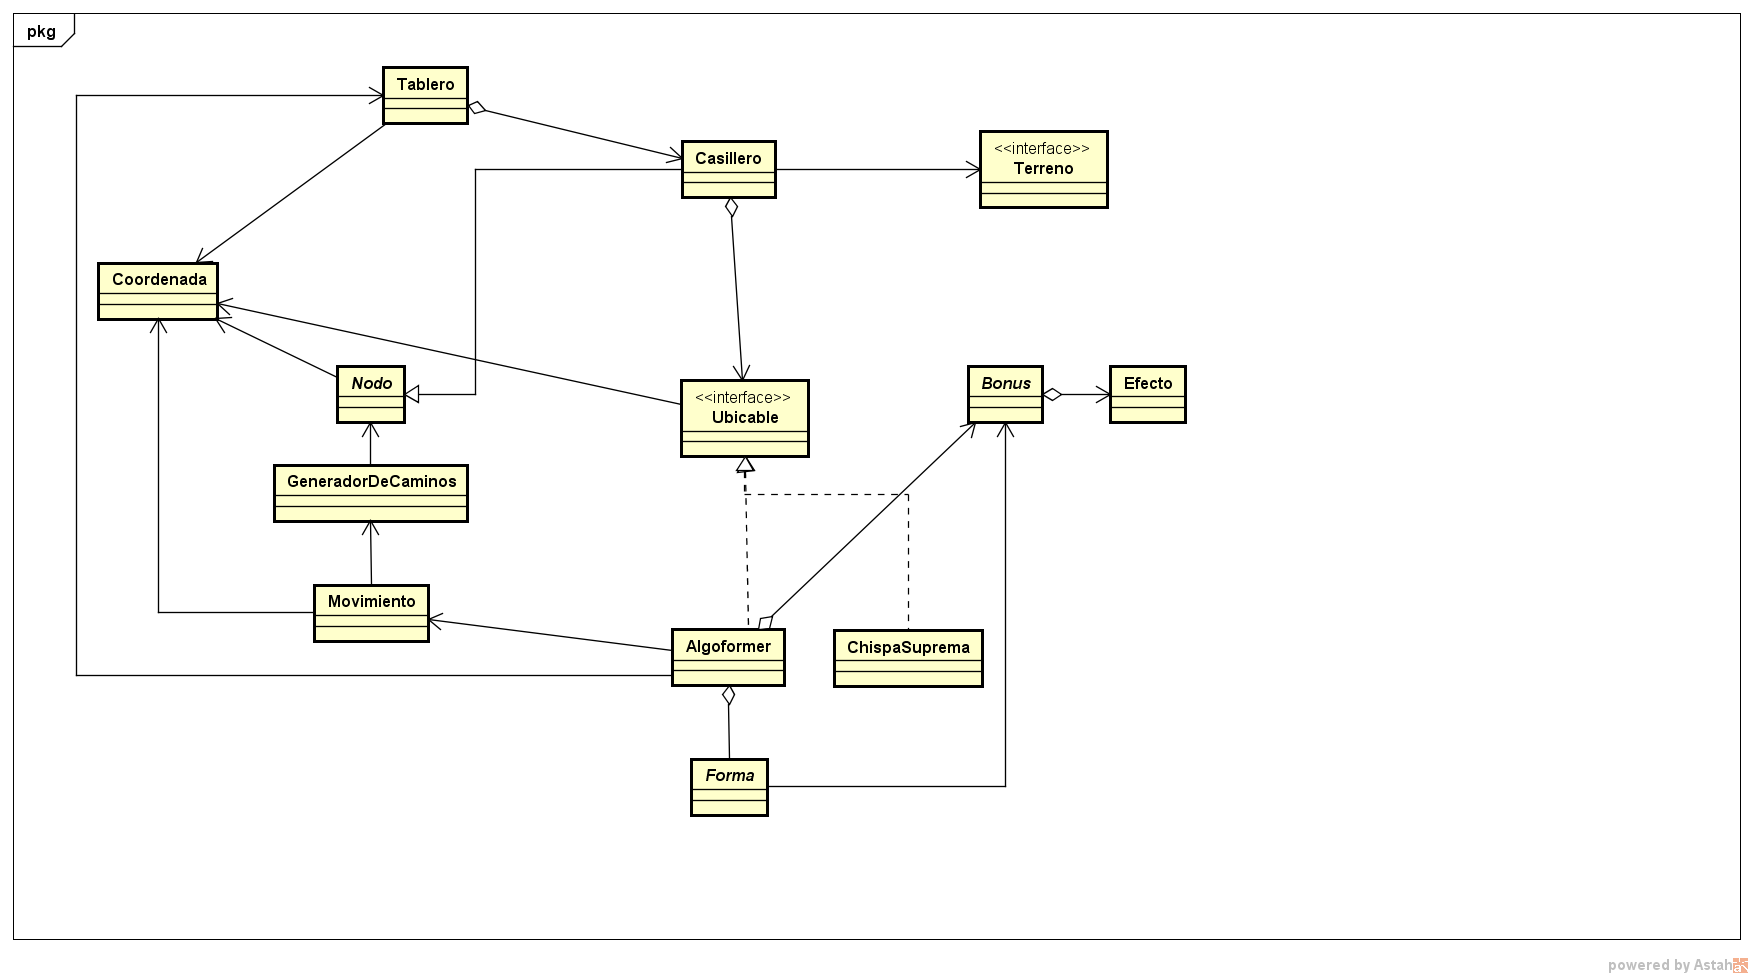 pkg
Tablero
Casillero
<<interface>>
Terreno
Coordenada
Nodo
<<interface>>
Ubicable
Bonus
Efecto
GeneradorDeCaminos
Movimiento
Algoformer
ChispaSuprema
Forma
powered by Astah